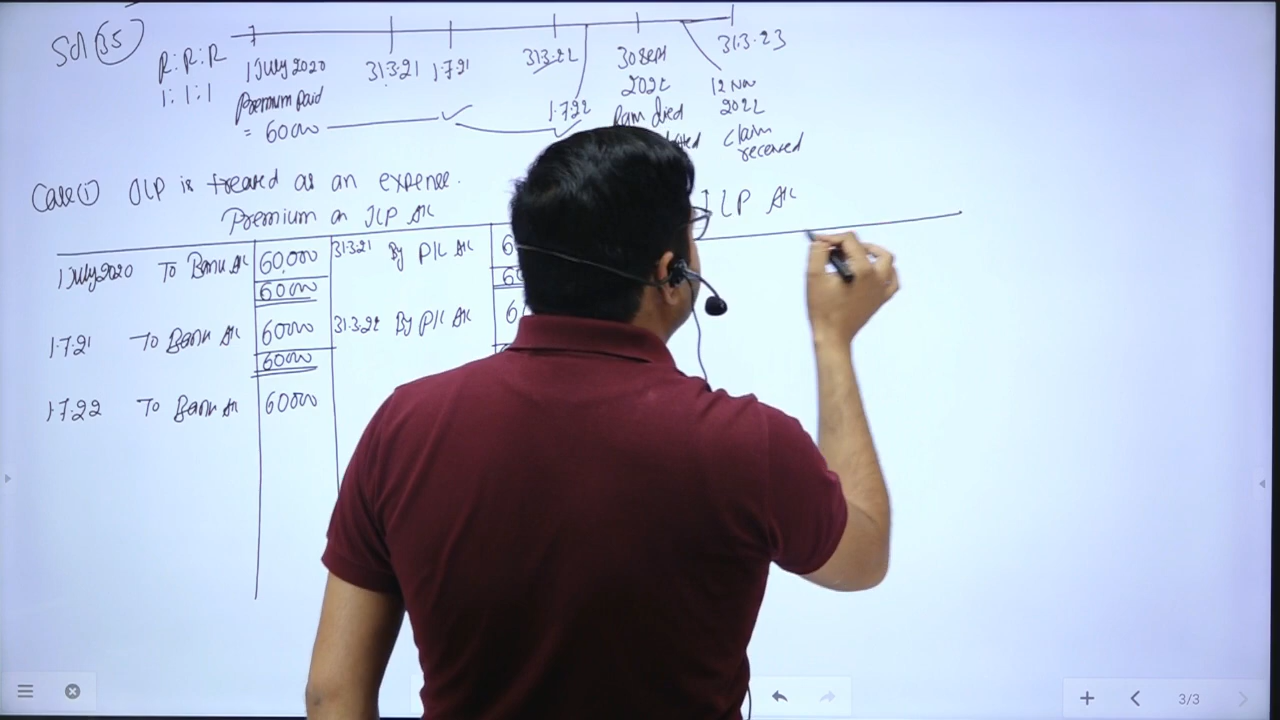 Sol 35
R:R:R
1:1:1
1 July 2020
Premium paid
= 60000
31.3.21
1.7.21
31.3.22
1.7.22
30 Sept
2022
Ram died
12 Nov
2022
claim
received
31.3.23
Case (i) JLP is treated as an expense.
Premium on JLP A/c
JLP A/c
1 July 2020 To Bank A/c 60,000 31.3.21 By P/L A/c 6
60000 60
1.7.21 To Bank A/c 60000 31.3.22 By P/L A/c 6
60000
1.7.22 To Bank A/c 60000
3/3